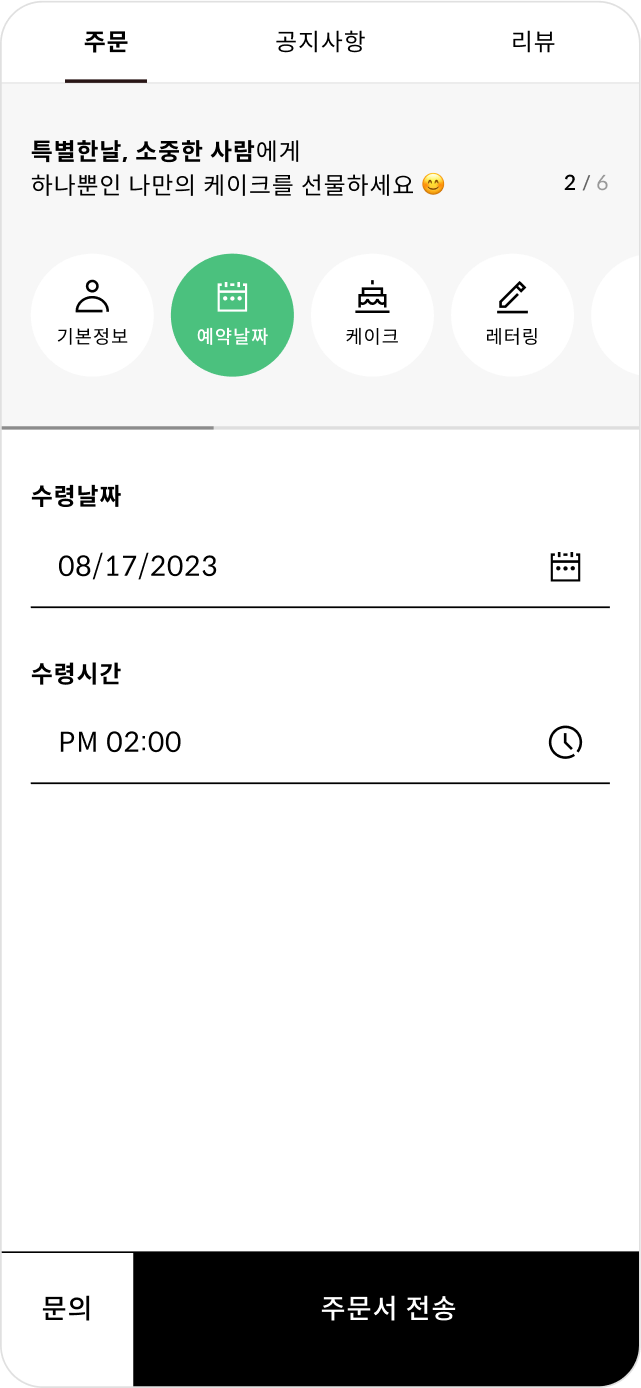 주문 공지사항 리뷰
특별한날, 소중한 사람에게
하나뿐인 나만의 케이크를 선물하세요 😊 2 / 6
기본정보 예약날짜 케이크 레터링
수령날짜
08/17/2023
수령시간
PM 02:00
문의 주문서 전송